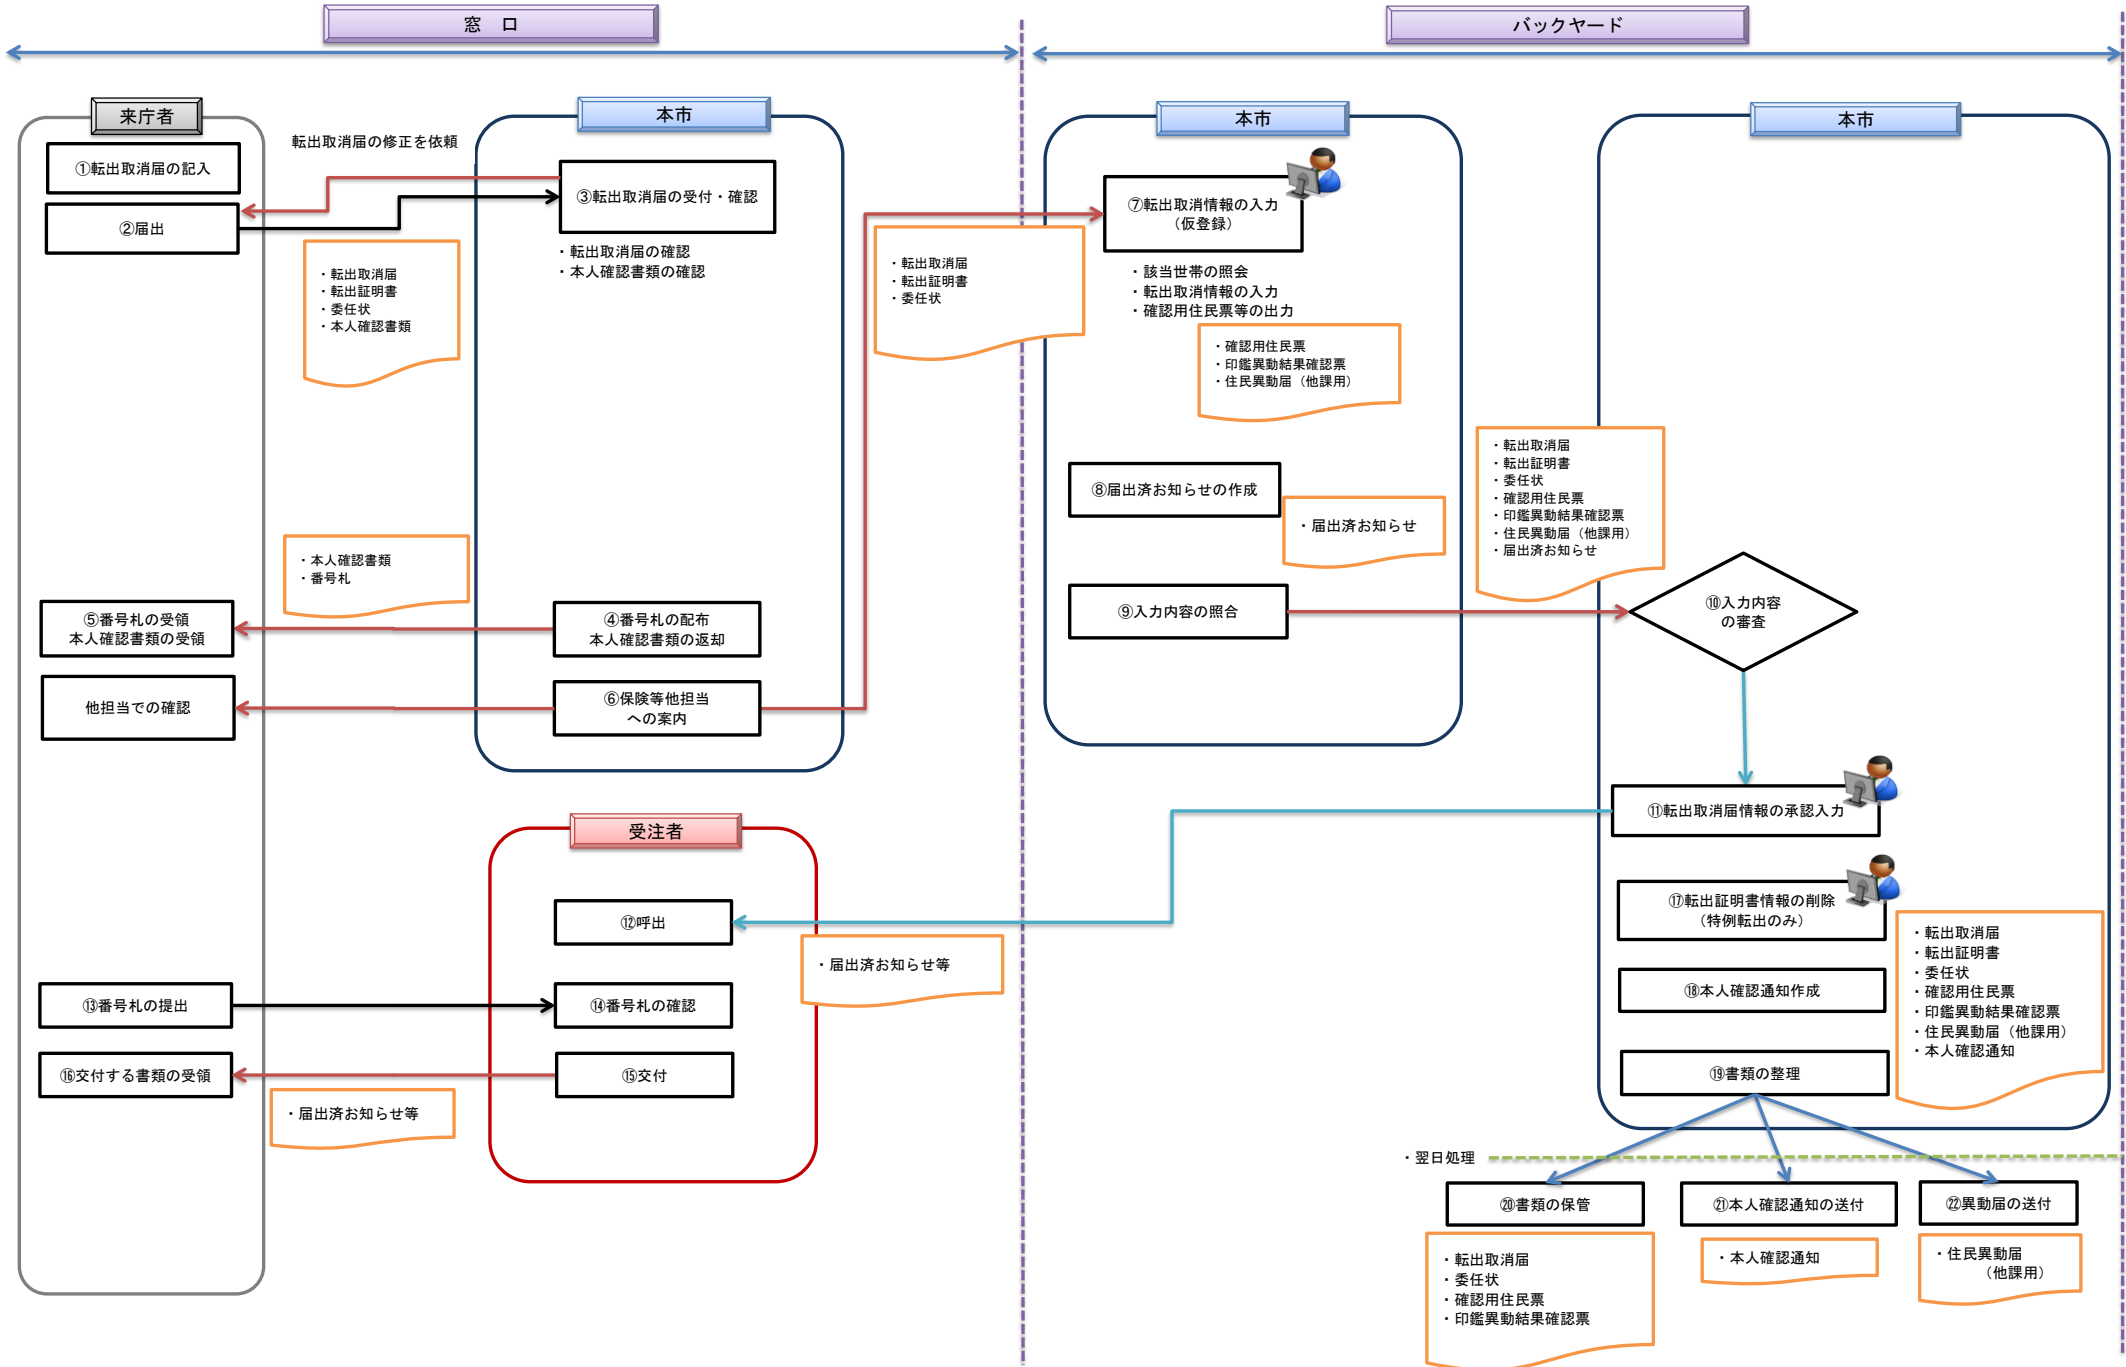 窓　口
バックヤード
来庁者
①転出取消届の記入
②届出
転出取消届の修正を依頼
・転出取消届
・転出証明書
・委任状
・本人確認書類
本市
③転出取消届の受付・確認
・転出取消届の確認
・本人確認書類の確認
・本人確認書類
・番号札
④番号札の配布
本人確認書類の返却
⑤番号札の受領
本人確認書類の受領
⑥保険等他担当
への案内
他担当での確認
・転出取消届
・転出証明書
・委任状
本市
⑦転出取消情報の入力
（仮登録）
・該当世帯の照会
・転出取消情報の入力
・確認用住民票等の出力
・確認用住民票
・印鑑異動結果確認票
・住民異動届（他課用）
⑧届出済お知らせの作成
・届出済お知らせ
⑨入力内容の照合
・転出取消届
・転出証明書
・委任状
・確認用住民票
・印鑑異動結果確認票
・住民異動届（他課用）
・届出済お知らせ
本市
⑩入力内容
の審査
⑪転出取消届情報の承認入力
受注者
⑫呼出
・届出済お知らせ等
⑬番号札の提出
⑭番号札の確認
⑮交付
⑯交付する書類の受領
・届出済お知らせ等
⑰転出証明書情報の削除
（特例転出のみ）
⑱本人確認通知作成
⑲書類の整理
・転出取消届
・転出証明書
・委任状
・確認用住民票
・印鑑異動結果確認票
・住民異動届（他課用）
・本人確認通知
・翌日処理
⑳書類の保管
・転出取消届
・委任状
・確認用住民票
・印鑑異動結果確認票
㉑本人確認通知の送付
・本人確認通知
㉒異動届の送付
・住民異動届
（他課用）